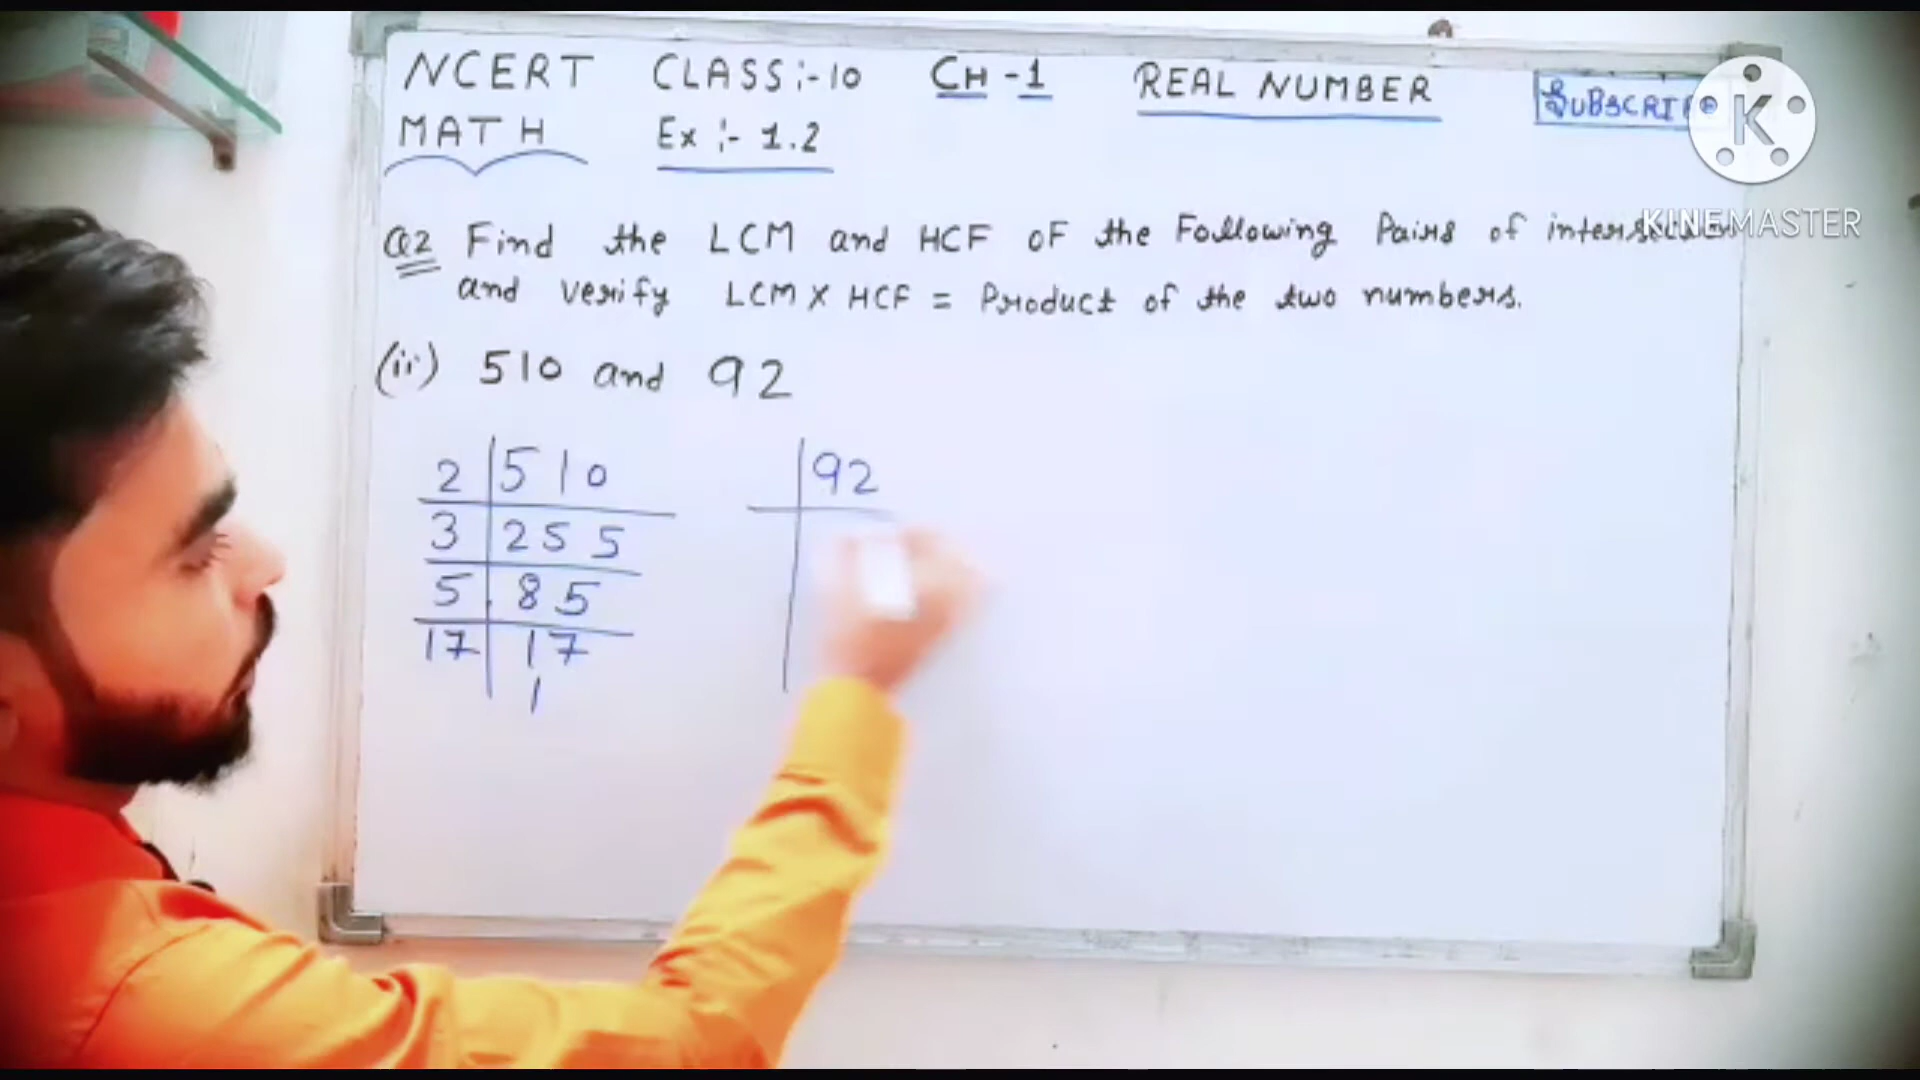 NCERT CLASS:-10 CH-1 REAL NUMBER
MATH Ex:- 1.2
K
KINEMASTER
Q2 Find the LCM and HCF OF the Following Pairs of
and verify LCM X HCF = Product of the two numbers.
(ii) 510 and 92
2 510
3 255
5 85
17 17
1
92